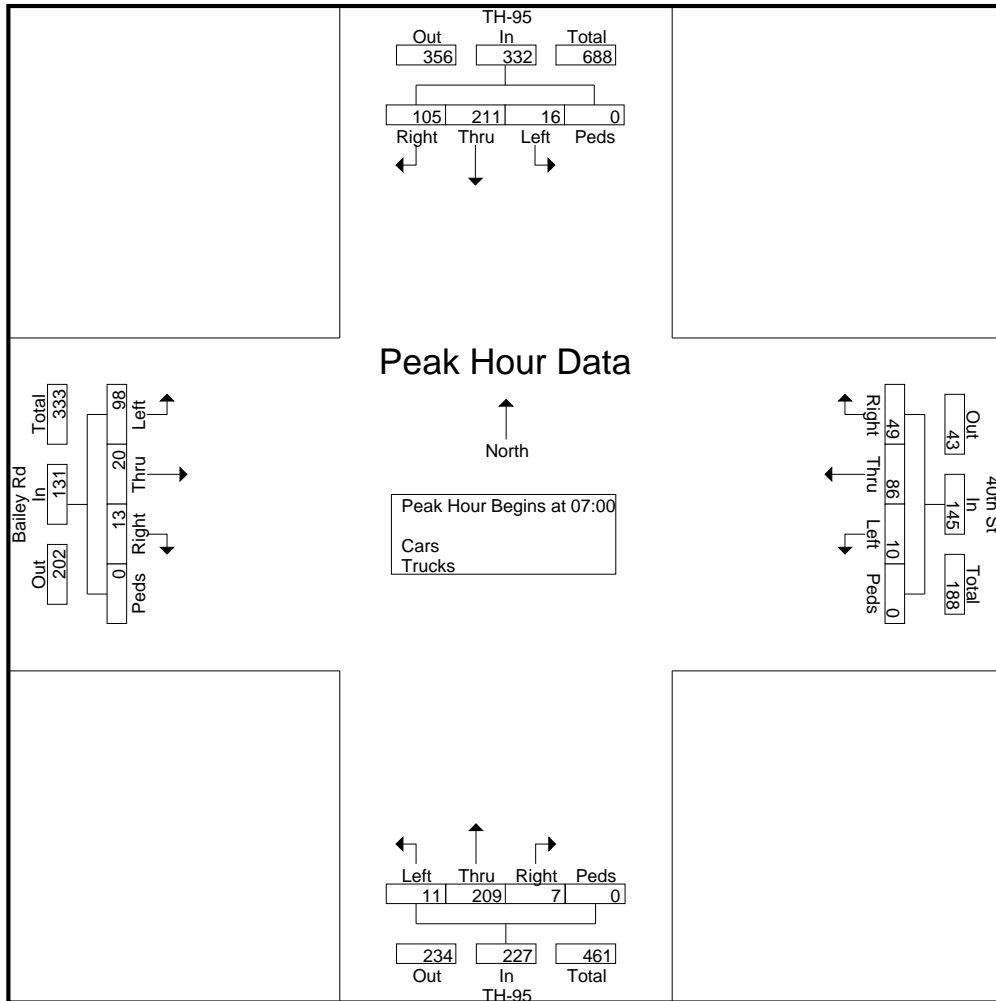 TH-95
Out In Total
356 332 688
105 211 16 0
Right Thru Left Peds
Peak Hour Data
North
Peak Hour Begins at 07:00
Cars
Trucks
Bailey Rd
Total In Out
333 131 202
98 20 13 0
Left Thru Right Peds
40th St
Out In Total
43 145 188
49 86 10 0
Right Thru Left Peds
Left Thru Right Peds
11 209 7 0
234 227 461
Out In Total
TH-95